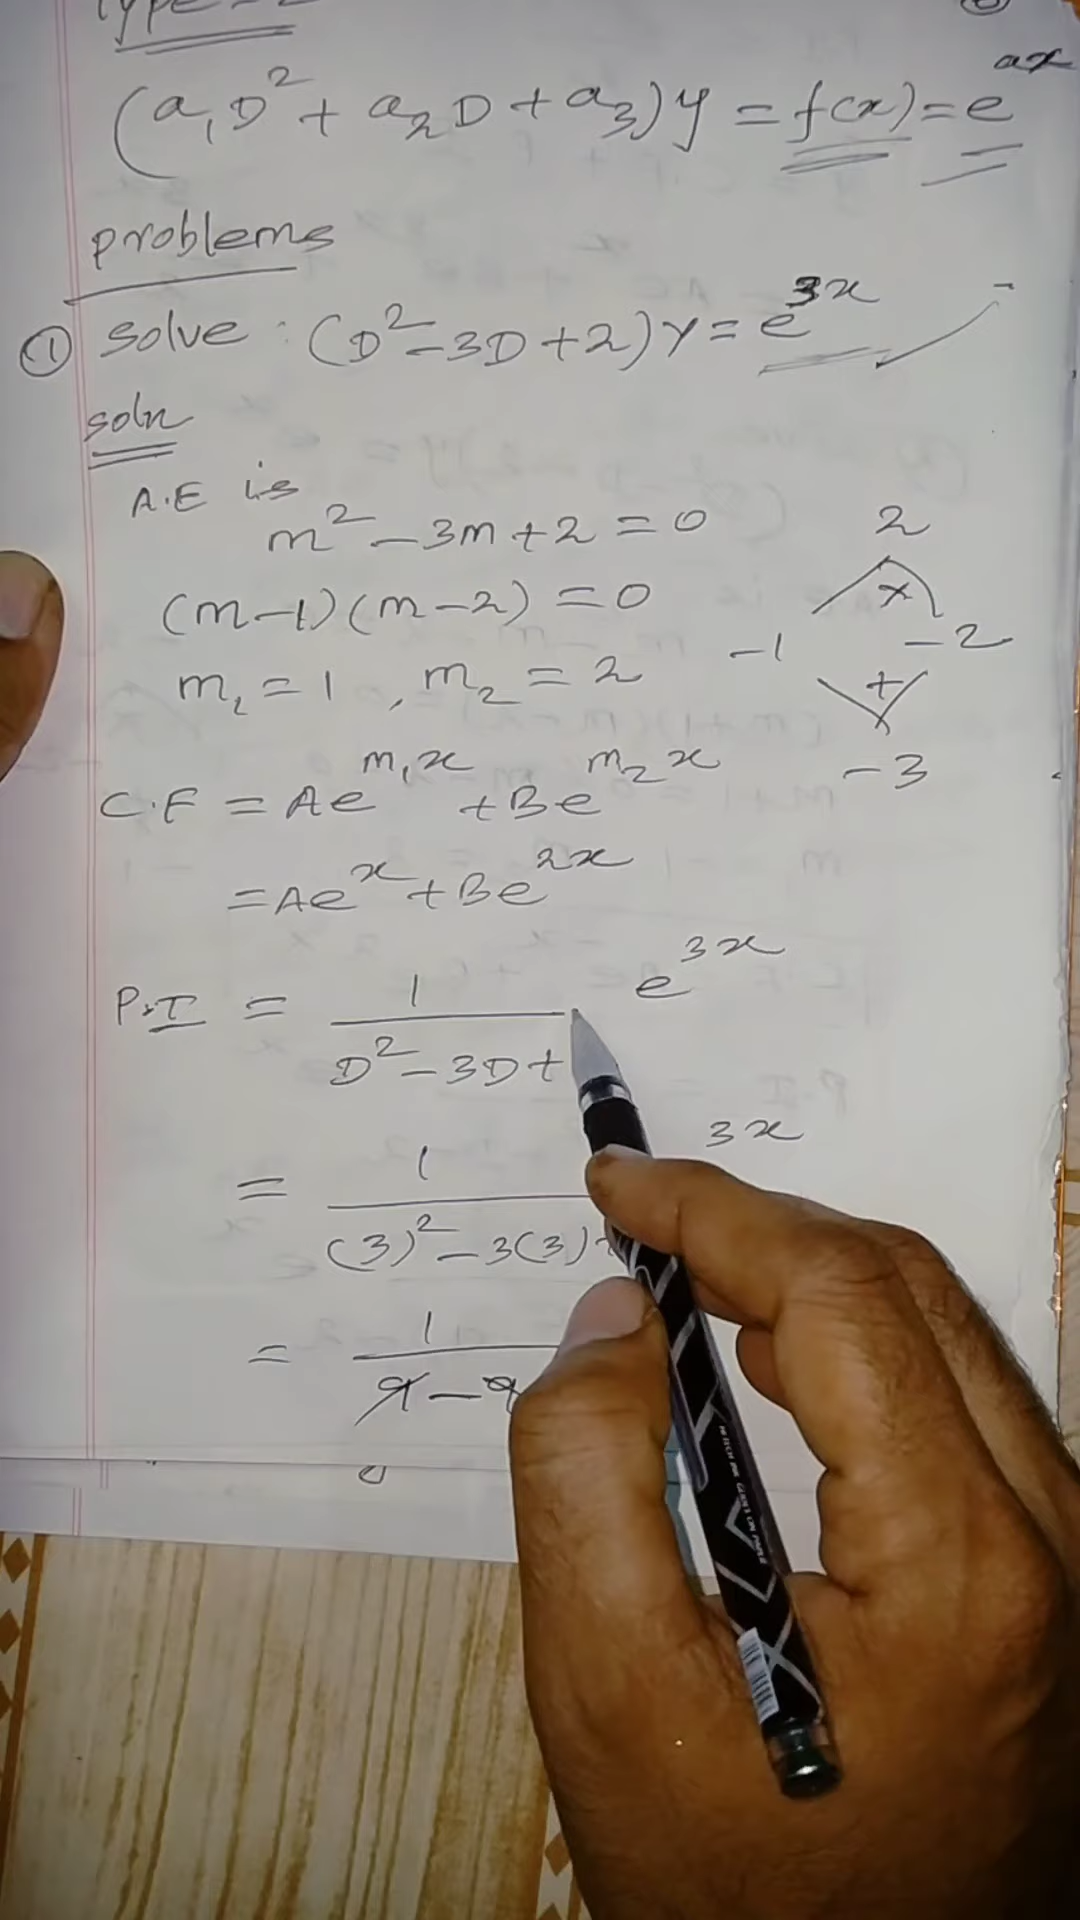 Type - 2
(a₁D² + a₂D + a₃)y = f(x) = e^ax
problems
① solve : (D² - 3D + 2)y = e^3x
soln
A.E is
m² - 3m + 2 = 0
(m-1)(m-2) = 0
m₁ = 1, m₂ = 2
2
x
-1 -2
+
-3
C.F = Ae^m₁x + Be^m₂x
= Ae^x + Be^2x
P.I = 1/(D² - 3D + e^3x
= 1/((3)² - 3(3) + 3x
= 1/(9 - 9